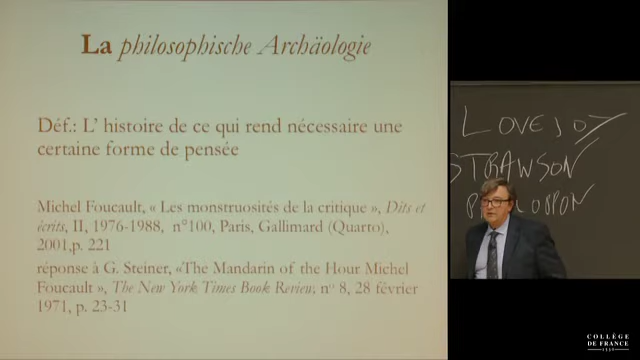 La philosophische Archäologie
Déf.: L’ histoire de ce qui rend nécessaire une
certaine forme de pensée
Michel Foucault, « Les monstruosités de la critique », Dits et
écrits, II, 1976-1988, n°100, Paris, Gallimard (Quarto),
2001,p. 221
réponse à G. Steiner, «The Mandarin of the Hour Michel
Foucault », The New York Times Book Review, n° 8, 28 février
1971, p. 23-31
LOVEJOY
STRAWSON
COLLÈGE
DE FRANCE
1530